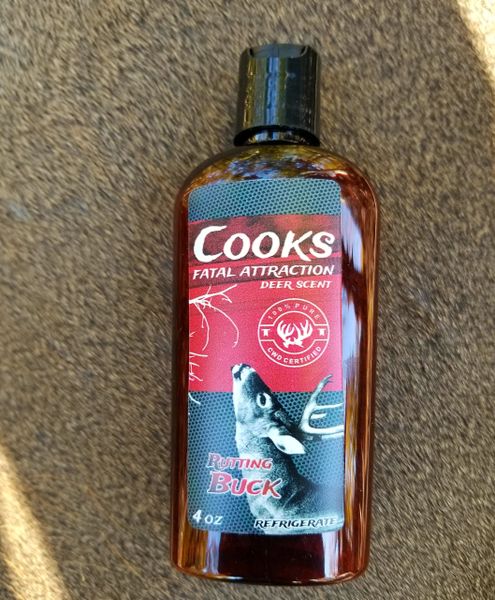 COOKS
FATAL ATTRACTION
DEER SCENT
100% PURE
CWD CERTIFIED
RUTTING
BUCK
4 OZ
REFRIGERATE